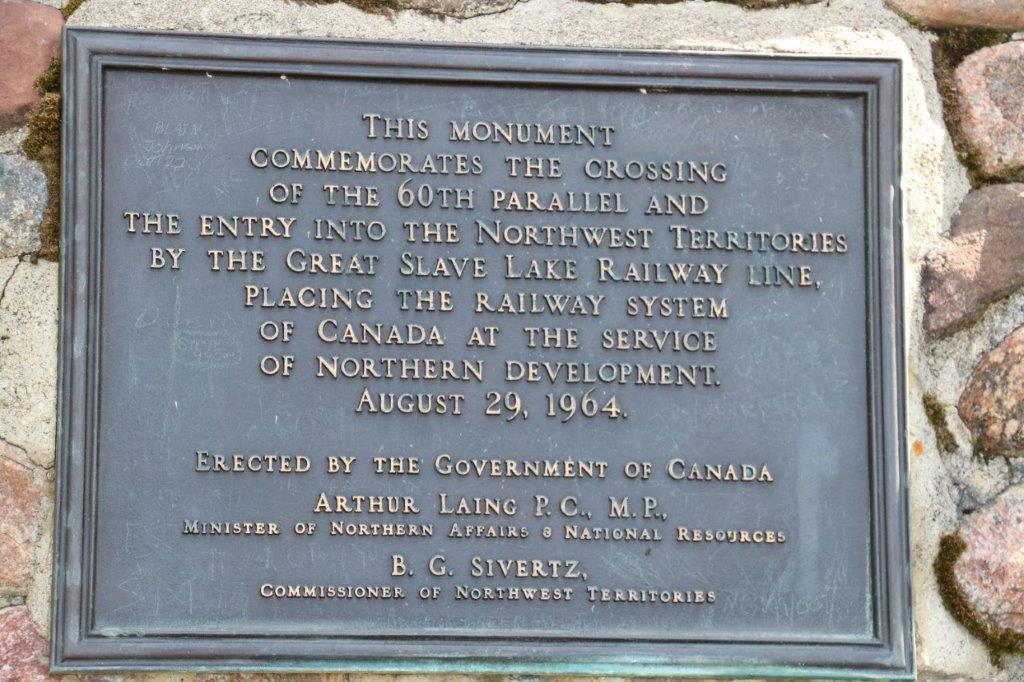 THIS MONUMENT
COMMEMORATES THE CROSSING
OF THE 60TH PARALLEL AND
THE ENTRY INTO THE NORTHWEST TERRITORIES
BY THE GREAT SLAVE LAKE RAILWAY LINE,
PLACING THE RAILWAY SYSTEM
OF CANADA AT THE SERVICE
OF NORTHERN DEVELOPMENT.
AUGUST 29, 1964.
ERECTED BY THE GOVERNMENT OF CANADA
ARTHUR LAING P.C., M.P.,
MINISTER OF NORTHERN AFFAIRS & NATIONAL RESOURCES
B. G. SIVERTZ,
COMMISSIONER OF NORTHWEST TERRITORIES